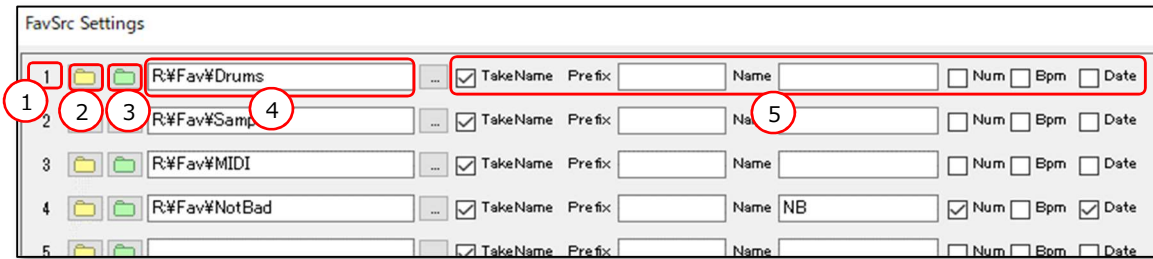 FavSrc Settings
1 R:¥Fav¥Drums ... TakeName Prefix Name Num Bpm Date
1 2 3 4 5
2 R:¥Fav¥Samp ... TakeName Prefix Na Num Bpm Date
3 R:¥Fav¥MIDI ... TakeName Prefix Name Num Bpm Date
4 R:¥Fav¥NotBad ... TakeName Prefix Name NB Num Bpm Date
5 ... TakeName Prefix Name Num Bpm Date